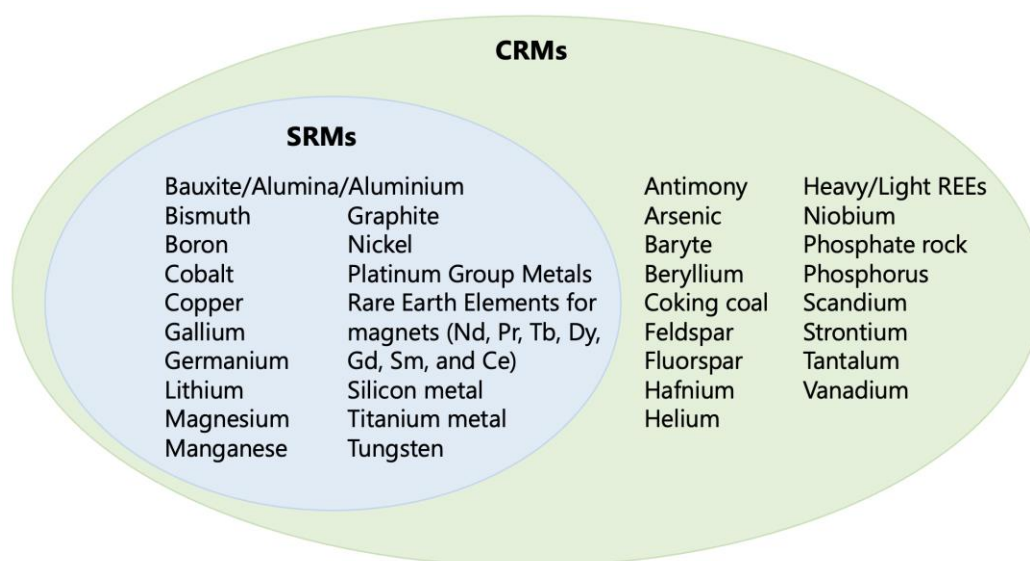 CRMs
SRMs
Bauxite/Alumina/Aluminium
Bismuth
Boron
Cobalt
Copper
Gallium
Germanium
Lithium
Magnesium
Manganese
Graphite
Nickel
Platinum Group Metals
Rare Earth Elements for
magnets (Nd, Pr, Tb, Dy,
Gd, Sm, and Ce)
Silicon metal
Titanium metal
Tungsten
Antimony
Arsenic
Baryte
Beryllium
Coking coal
Feldspar
Fluorspar
Hafnium
Helium
Heavy/Light REEs
Niobium
Phosphate rock
Phosphorus
Scandium
Strontium
Tantalum
Vanadium